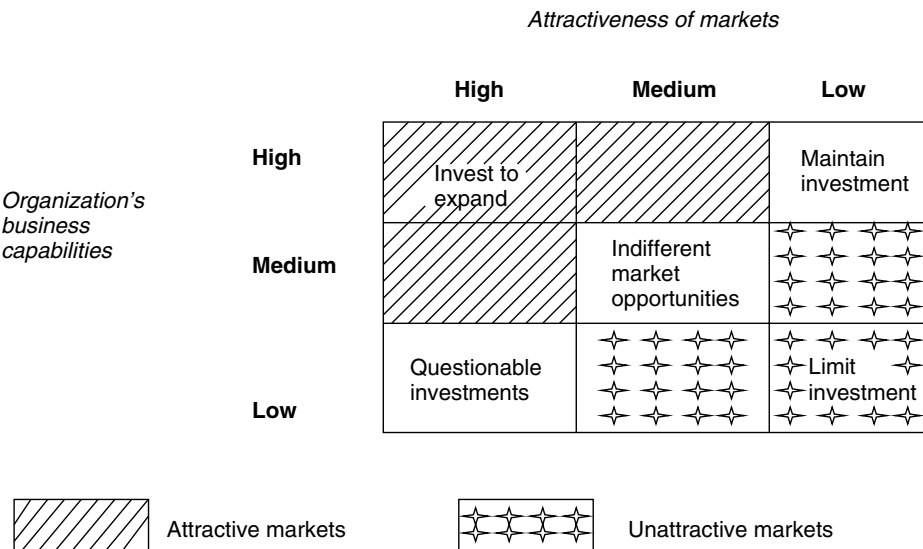 Attractiveness of markets
High Medium Low
High
Invest to
expand
Maintain
investment
Organization's
business
capabilities
Medium
Indifferent
market
opportunities
Low
Questionable
investments
Limit
investment
Attractive markets
Unattractive markets